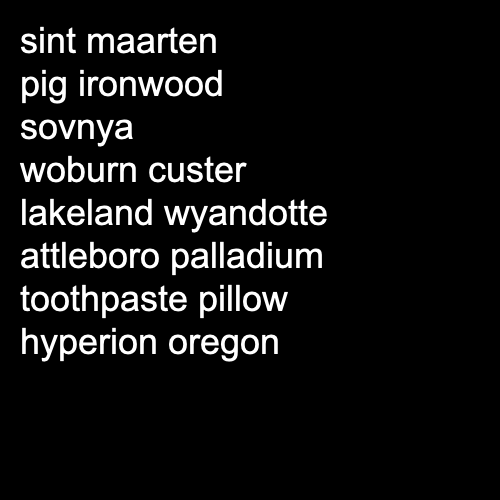 sint maarten
pig ironwood
sovnya
woburn custer
lakeland wyandotte
attleboro palladium
toothpaste pillow
hyperion oregon